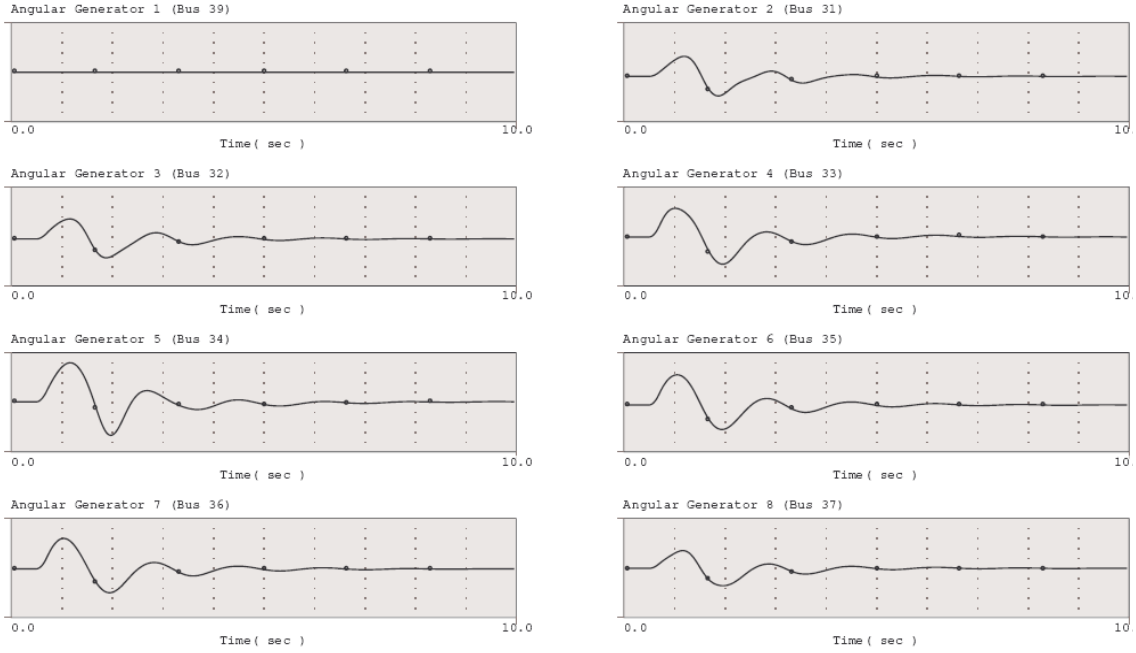 Angular Generator 1 (Bus 39)
0.0 10.0
Time( sec )
Angular Generator 2 (Bus 31)
0.0 10.
Time( sec )
Angular Generator 3 (Bus 32)
0.0 10.0
Time( sec )
Angular Generator 4 (Bus 33)
0.0 10.
Time( sec )
Angular Generator 5 (Bus 34)
0.0 10.0
Time( sec )
Angular Generator 6 (Bus 35)
0.0 10.
Time( sec )
Angular Generator 7 (Bus 36)
0.0 10.0
Time( sec )
Angular Generator 8 (Bus 37)
0.0 10.
Time( sec )